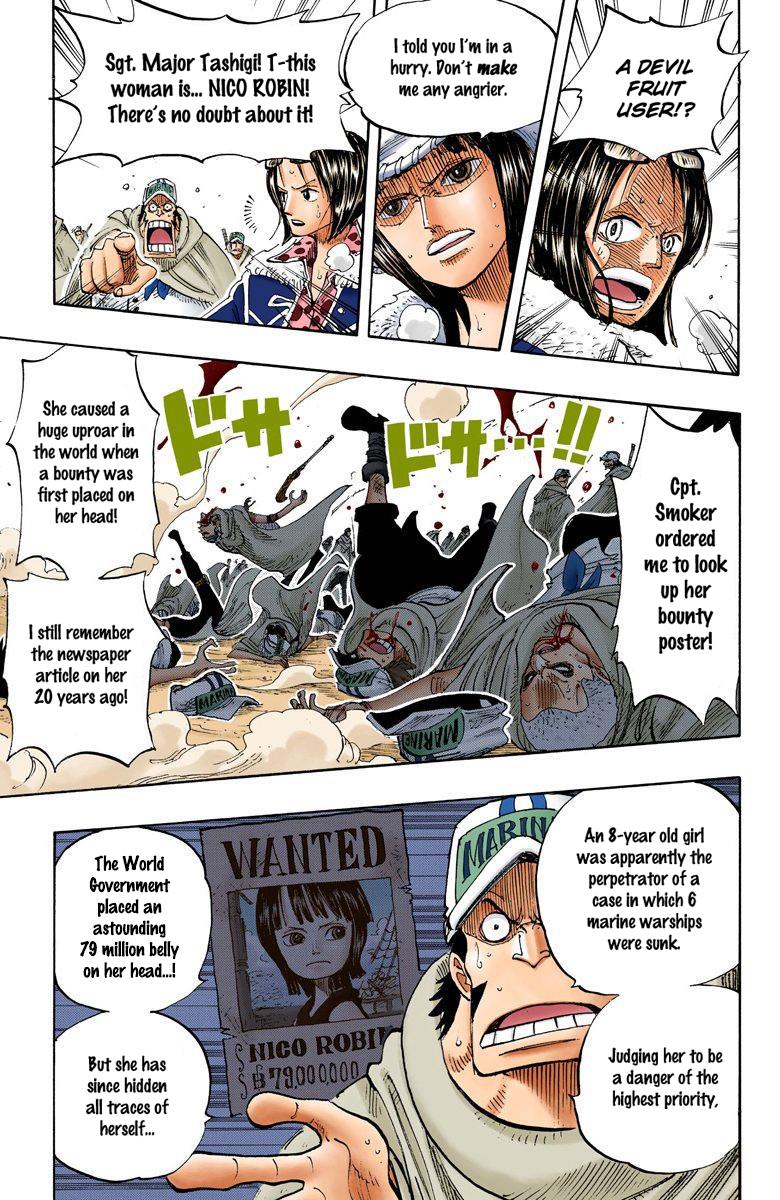 A DEVIL
FRUIT
USER!?
I told you I'm in a
hurry. Don't make
me any angrier.
Sgt. Major Tashigi! T-this
woman is... NICO ROBIN!
There's no doubt about it!
MARINE
Cpt.
Smoker
ordered
me to look
up her
bounty
poster!
ドサ…!!
ドサ
She caused a
huge uproar in
the world when
a bounty was
first placed on
her head!
I still remember
the newspaper
article on her
20 years ago!
MARINE
MARINE
An 8-year old girl
was apparently the
perpetrator of a
case in which 6
marine warships
were sunk.
Judging her to be
a danger of the
highest priority,
MARINE
The World
Government
placed an
astounding
79 million belly
on her head...!
WANTED
NICO ROBIN
฿79,000,000
But she has
since hidden
all traces of
herself...